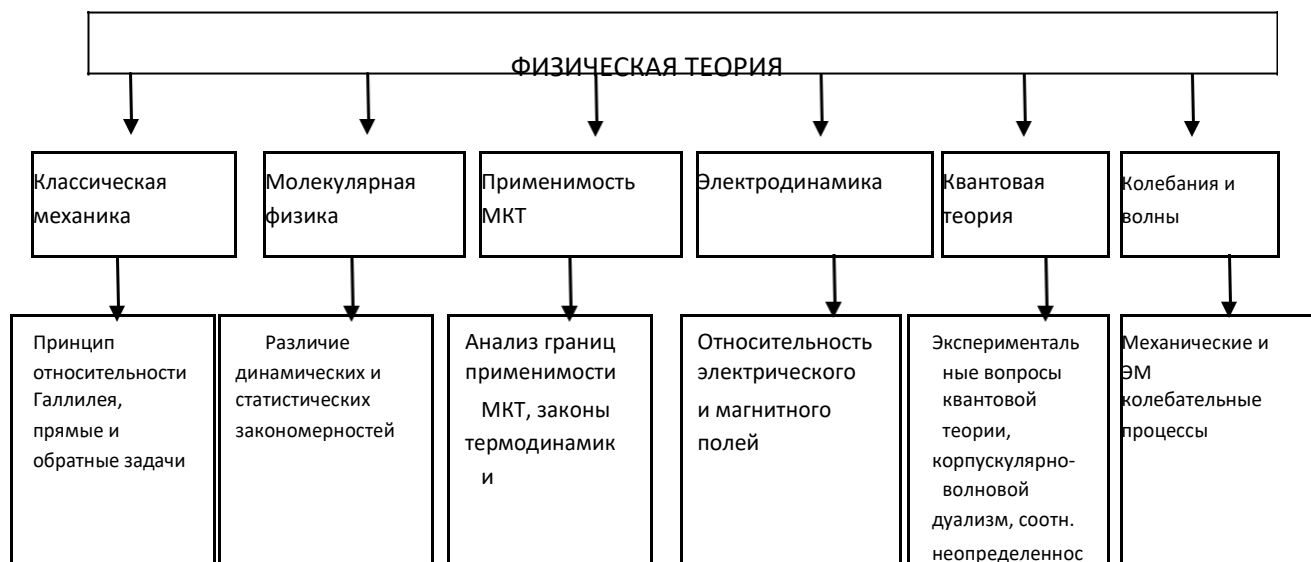 ФИЗИЧЕСКАЯ ТЕОРИЯ
Классическая
механика
Молекулярная
физика
Применимость
МКТ
Электродинамика
Квантовая
теория
Колебания и
волны
Принцип
относительности
Галлилея,
прямые и
обратные задачи
Различие
динамических и
статистических
закономерностей
Анализ границ
применимости
МКТ, законы
термодинамик
и
Относительность
электрического
и магнитного
полей
Эксперименталь
ные вопросы
квантовой
теории,
корпускулярно-
волновой
дуализм, соотн.
неопределеннос
Механические и
ЭМ
колебательные
процессы